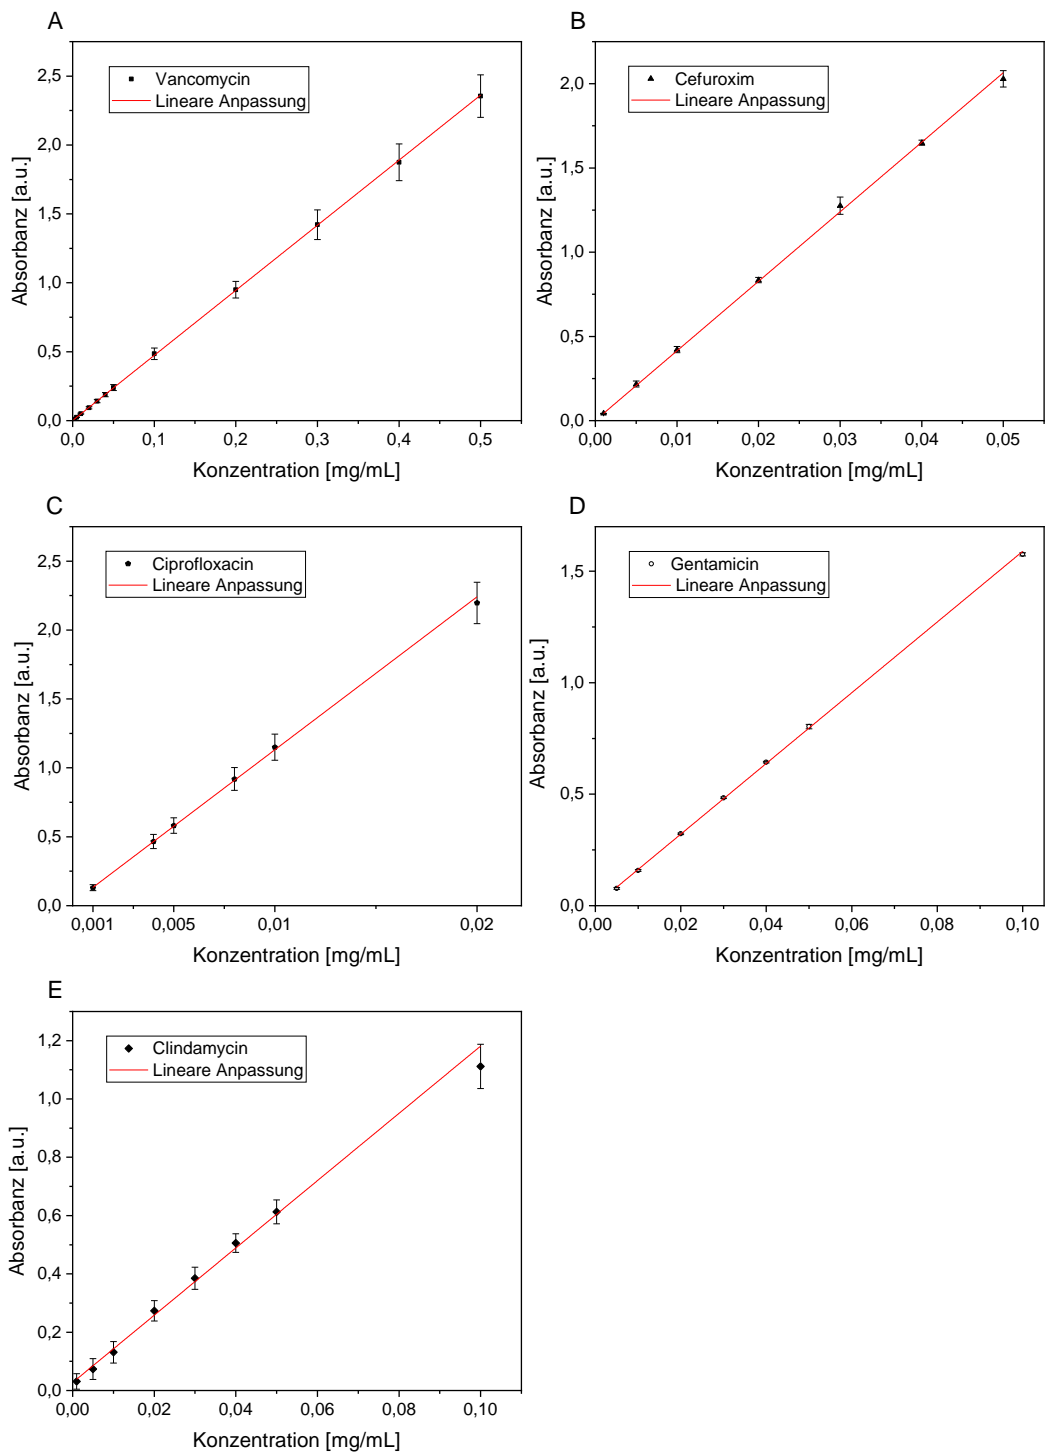 A
Vancomycin
Lineare Anpassung
2,5
2,0
1,5
1,0
0,5
0,0
0,0 0,1 0,2 0,3 0,4 0,5
Absorbanz [a.u.]
Konzentration [mg/mL]
B
Cefuroxim
Lineare Anpassung
2,0
1,5
1,0
0,5
0,0
0,00 0,01 0,02 0,03 0,04 0,05
Absorbanz [a.u.]
Konzentration [mg/mL]
C
Ciprofloxacin
Lineare Anpassung
2,5
2,0
1,5
1,0
0,5
0,0
0,001 0,005 0,01 0,02
Absorbanz [a.u.]
Konzentration [mg/mL]
D
Gentamicin
Lineare Anpassung
1,5
1,0
0,5
0,0
0,00 0,02 0,04 0,06 0,08 0,10
Absorbanz [a.u.]
Konzentration [mg/mL]
E
Clindamycin
Lineare Anpassung
1,2
1,0
0,8
0,6
0,4
0,2
0,0
0,00 0,02 0,04 0,06 0,08 0,10
Absorbanz [a.u.]
Konzentration [mg/mL]